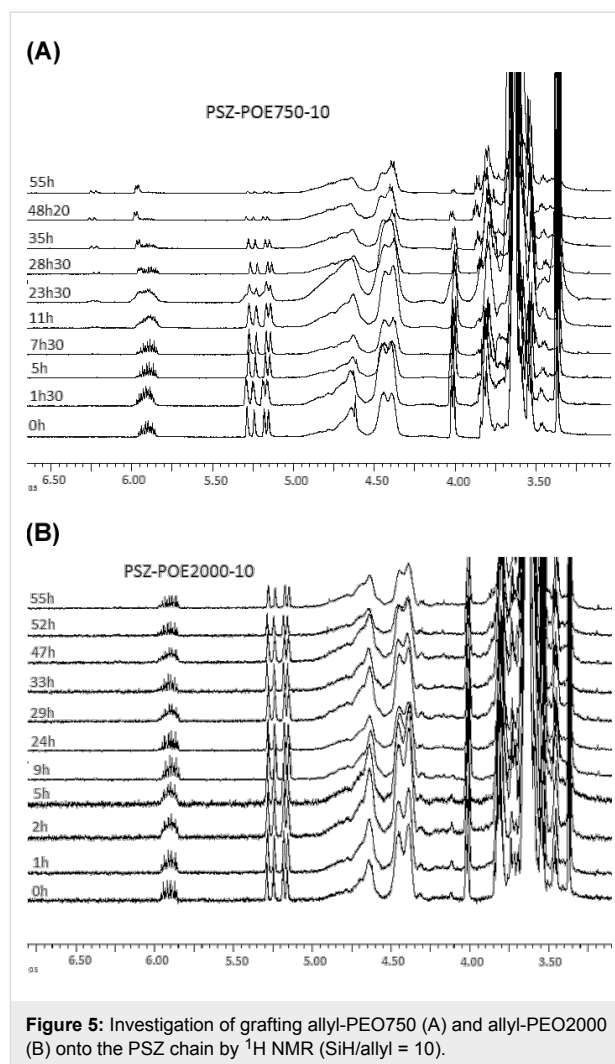 (A)
PSZ-POE750-10
55h
48h20
35h
28h30
23h30
11h
7h30
5h
1h30
0h
6.50 6.00 5.50 5.00 4.50 4.00 3.50
(B)
PSZ-POE2000-10
55h
52h
47h
33h
29h
24h
9h
5h
2h
1h
0h
6.50 6.00 5.50 5.00 4.50 4.00 3.50
Figure 5: Investigation of grafting allyl-PEO750 (A) and allyl-PEO2000
(B) onto the PSZ chain by ¹H NMR (SiH/allyl = 10).